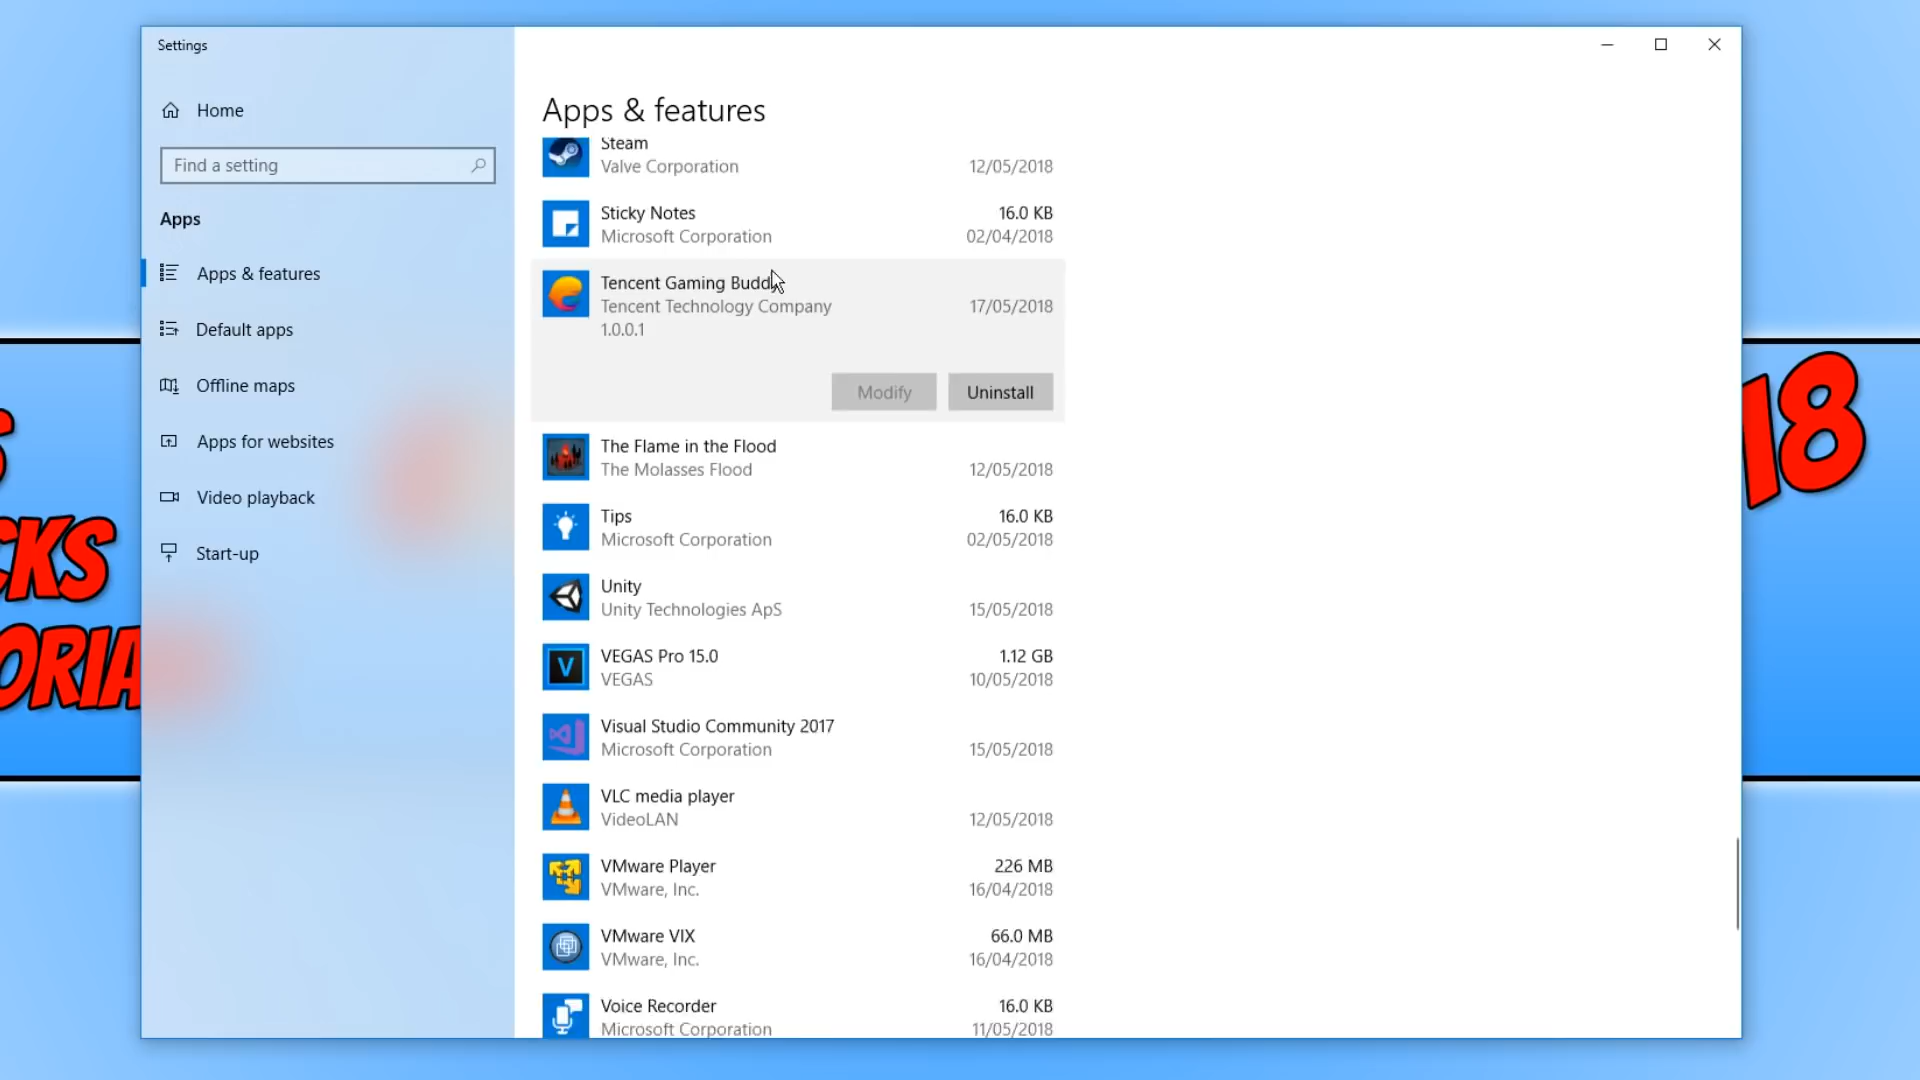 Settings
Home
Find a setting
Apps
Apps & features
Default apps
Offline maps
Apps for websites
Video playback
Start-up
Apps & features
Steam
Valve Corporation 12/05/2018
Sticky Notes 16.0 KB
Microsoft Corporation 02/04/2018
Tencent Gaming Buddy
Tencent Technology Company 17/05/2018
1.0.0.1
Modify Uninstall
The Flame in the Flood
The Molasses Flood 12/05/2018
Tips 16.0 KB
Microsoft Corporation 02/05/2018
Unity
Unity Technologies ApS 15/05/2018
VEGAS Pro 15.0 1.12 GB
VEGAS 10/05/2018
Visual Studio Community 2017
Microsoft Corporation 15/05/2018
VLC media player
VideoLAN 12/05/2018
VMware Player 226 MB
VMware, Inc. 16/04/2018
VMware VIX 66.0 MB
VMware, Inc. 16/04/2018
Voice Recorder 16.0 KB
Microsoft Corporation 11/05/2018
S
CKS
ORIA
18